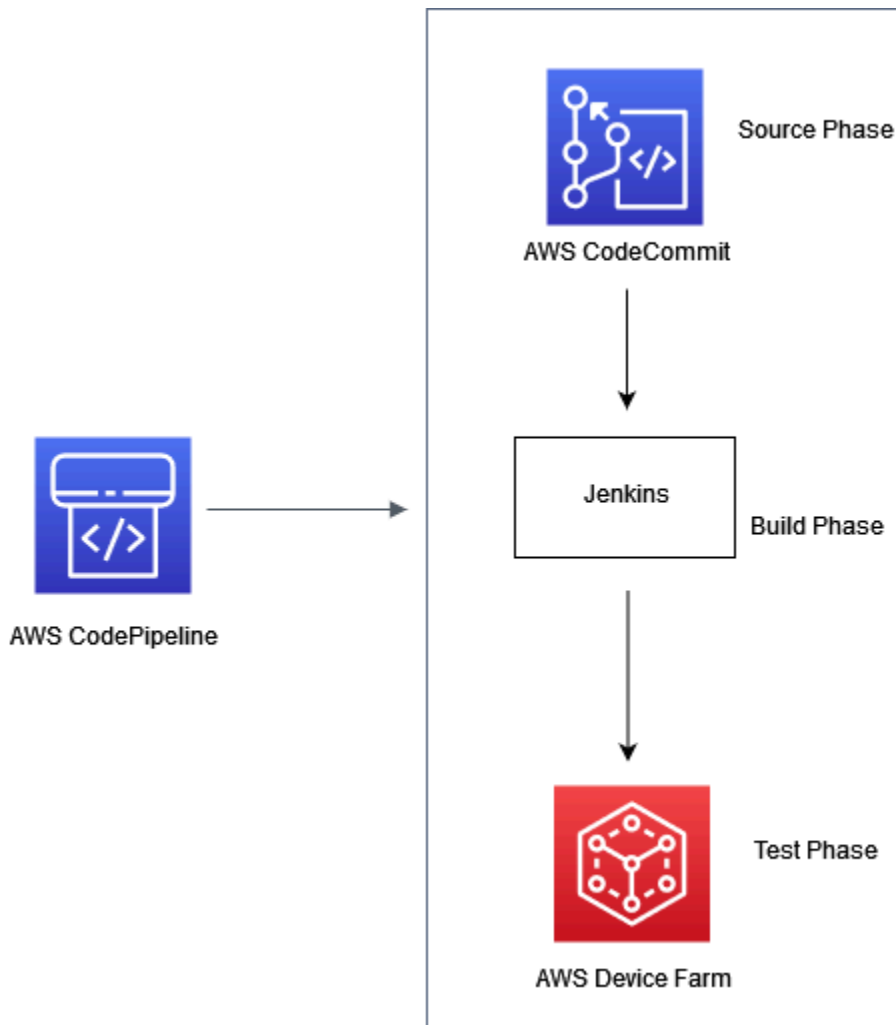 Source Phase
AWS CodeCommit
Jenkins
Build Phase
AWS CodePipeline
Test Phase
AWS Device Farm